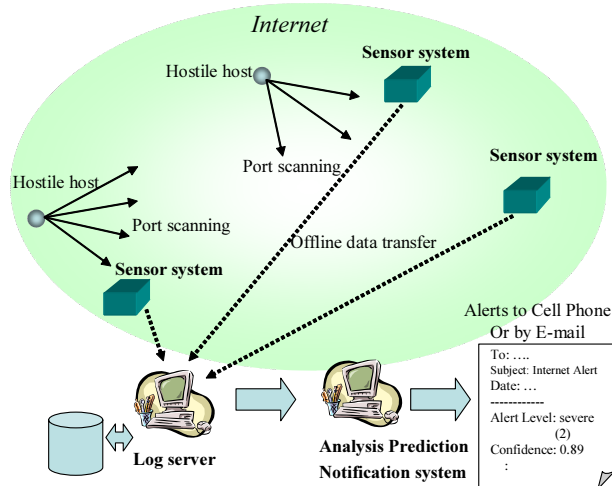 Internet
Sensor system
Hostile host
Port scanning
Sensor system
Hostile host
Port scanning
Offline data transfer
Sensor system
Alerts to Cell Phone
Or by E-mail
To: ….
Subject: Internet Alert
Date: …
------------
Alert Level: severe
(2)
Confidence: 0.89
:
Log server
Analysis Prediction
Notification system